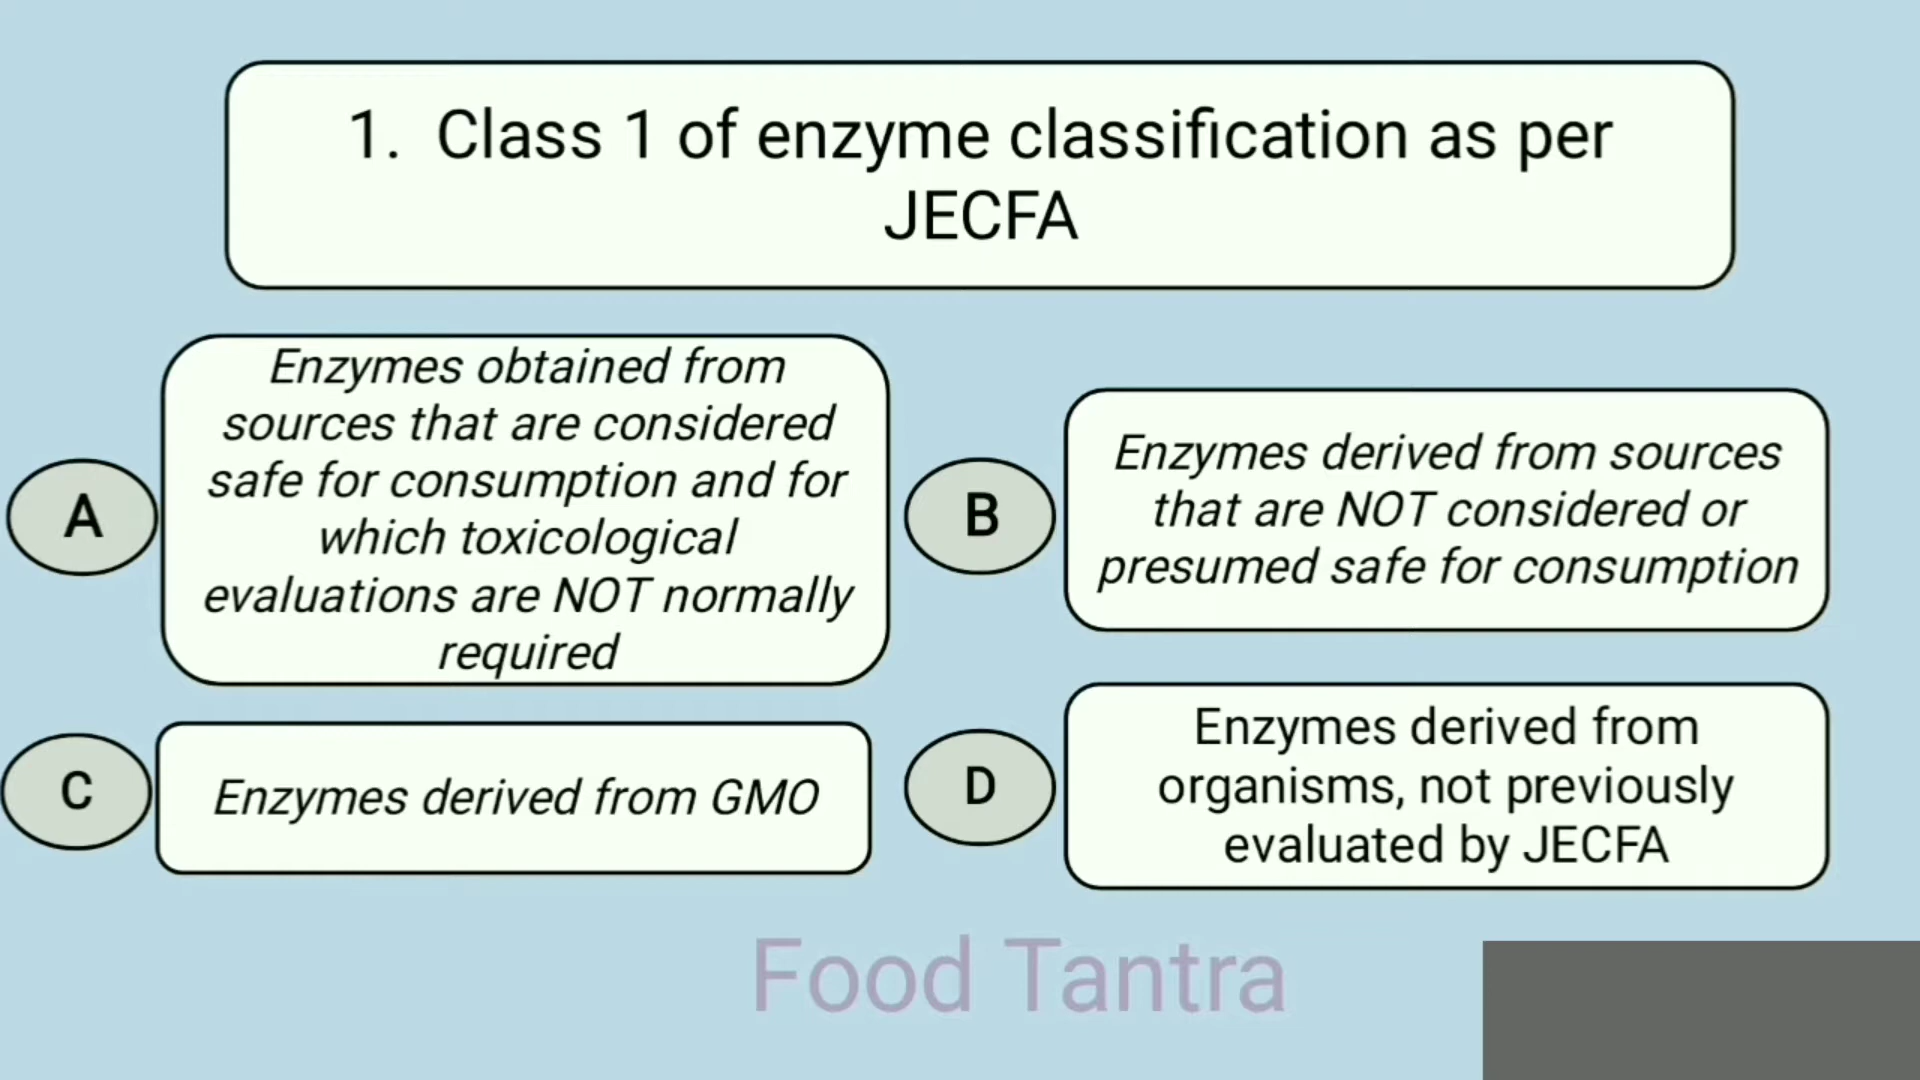 1. Class 1 of enzyme classification as per
JECFA
A
Enzymes obtained from
sources that are considered
safe for consumption and for
which toxicological
evaluations are NOT normally
required
B
Enzymes derived from sources
that are NOT considered or
presumed safe for consumption
C
Enzymes derived from GMO
D
Enzymes derived from
organisms, not previously
evaluated by JECFA
Food Tantra